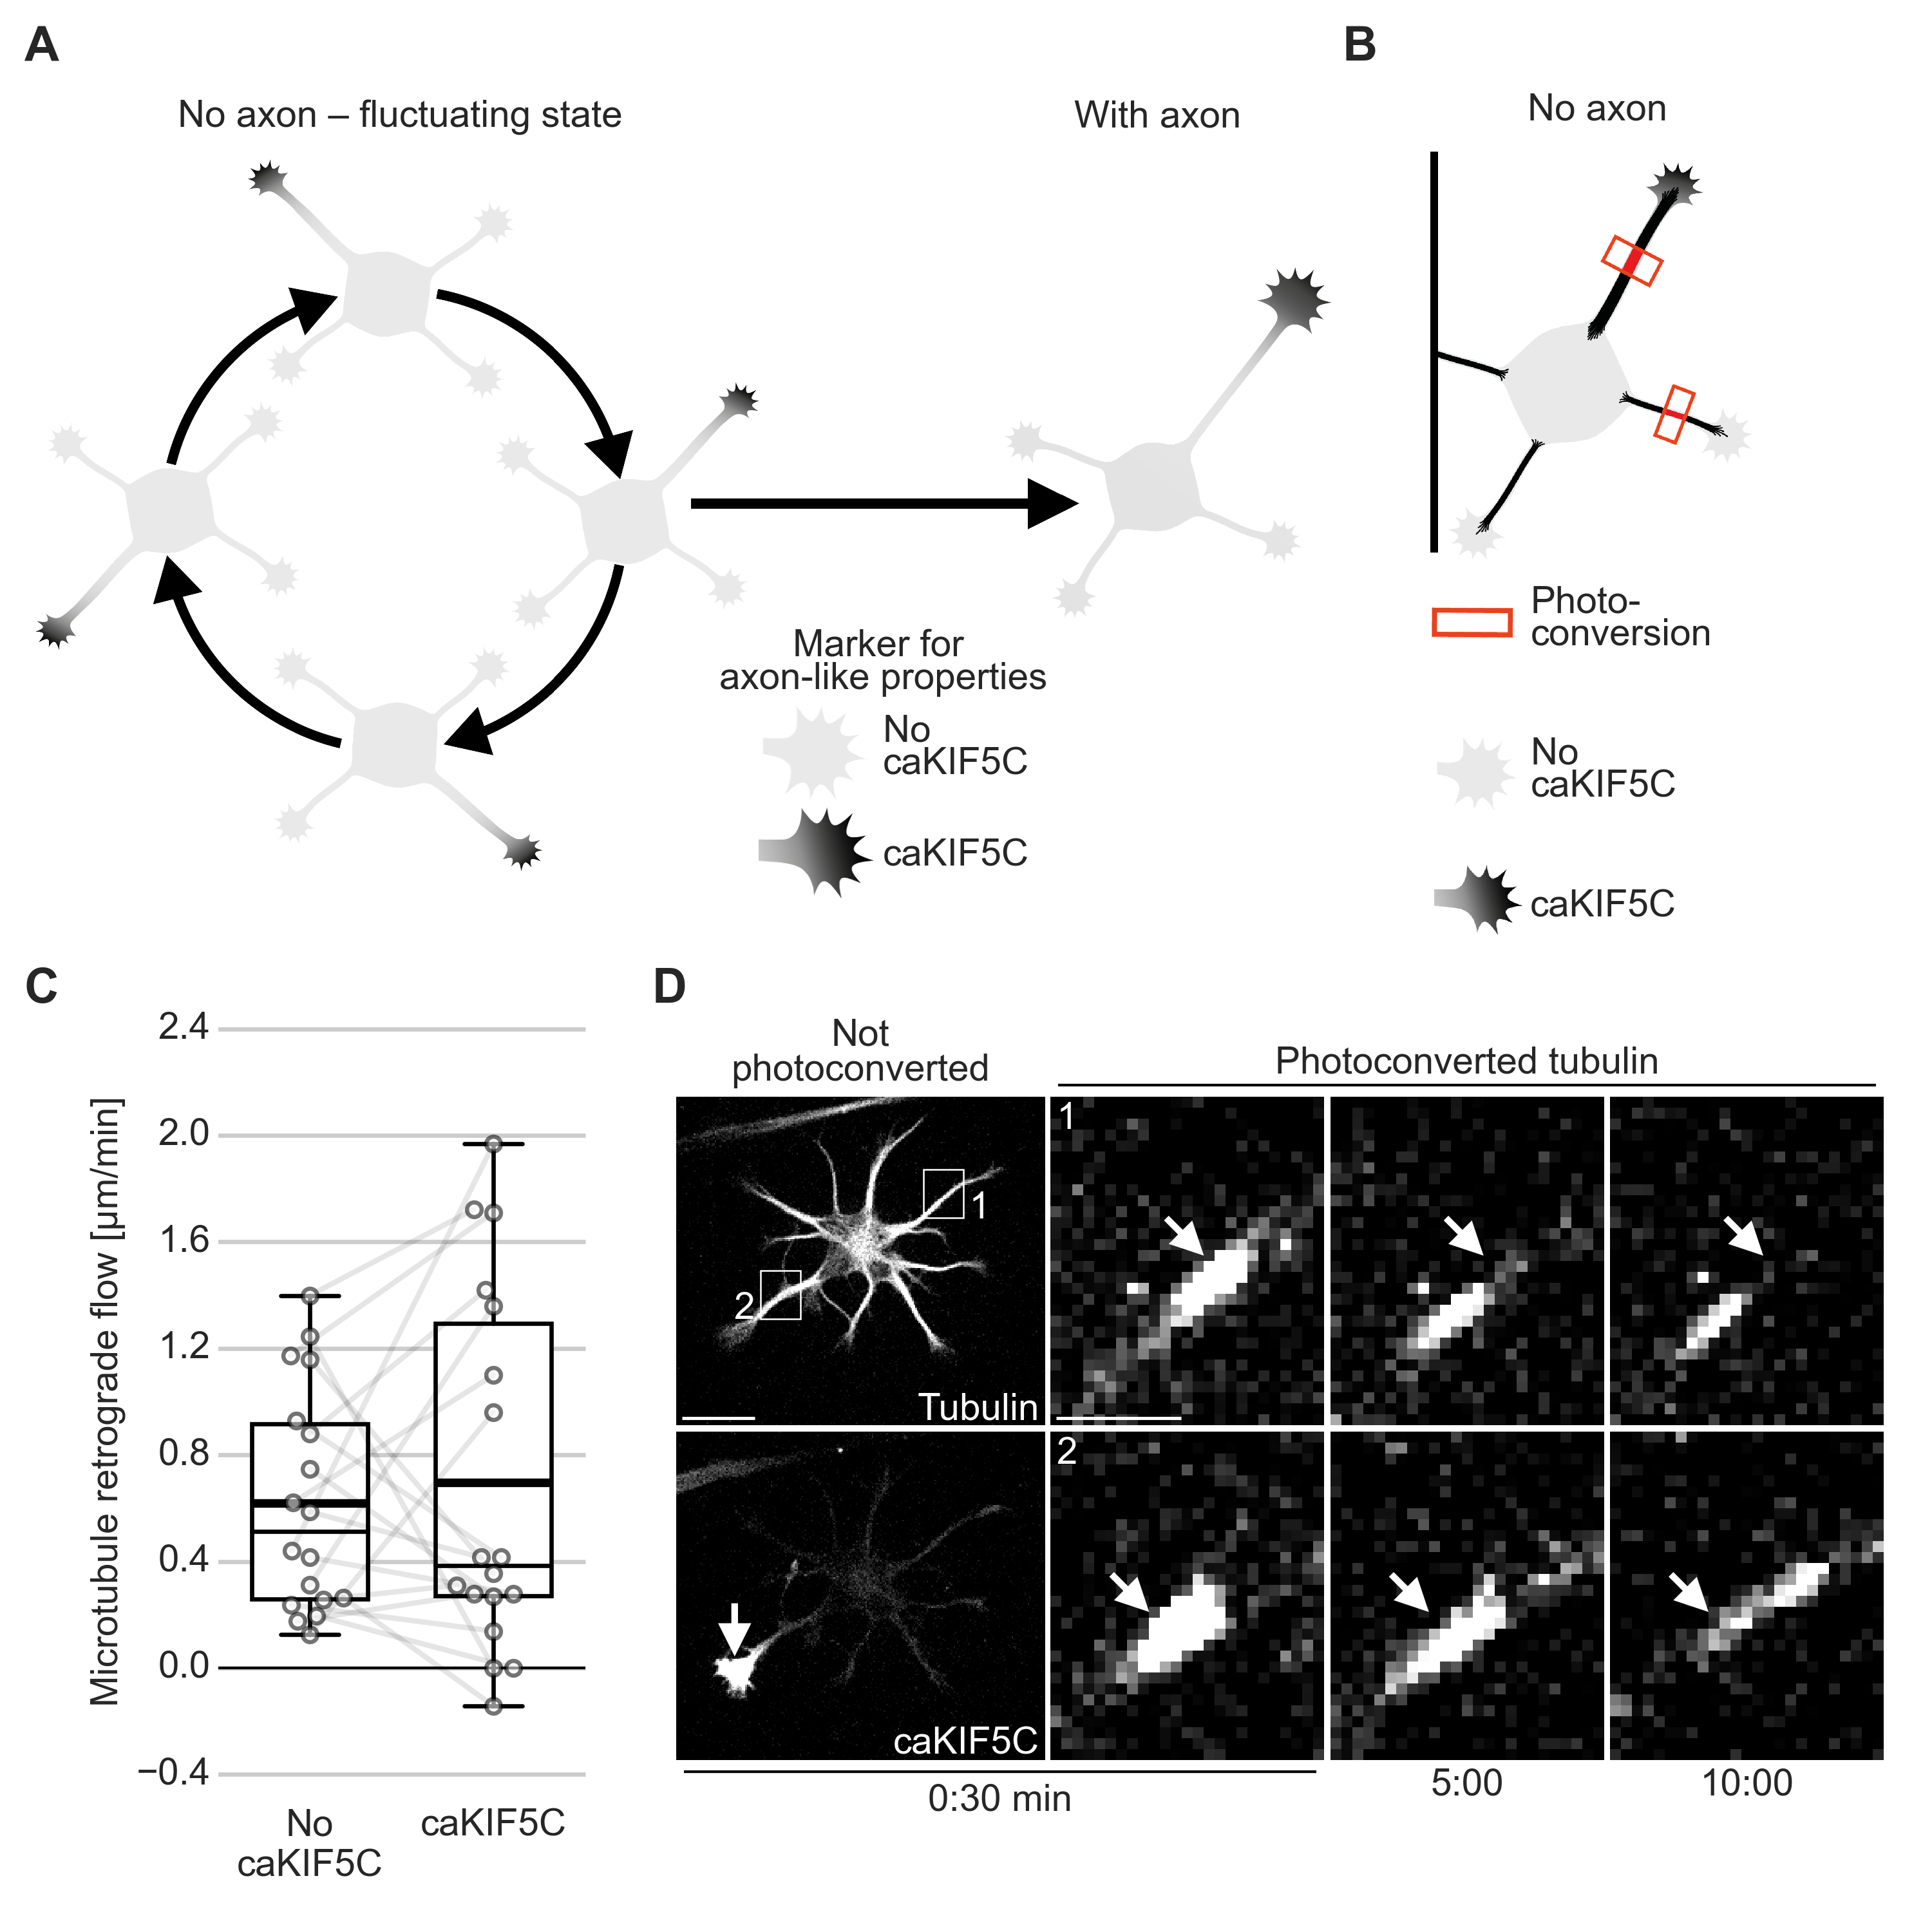 A
No axon – fluctuating state
With axon
Marker for
axon-like properties
No
caKIF5C
caKIF5C
B
No axon
Photo-
conversion
No
caKIF5C
caKIF5C
C
Microtubule retrograde flow [µm/min]
2.4
2.0
1.6
1.2
0.8
0.4
0.0
−0.4
No
caKIF5C
caKIF5C
D
Not
photoconverted
Photoconverted tubulin
1
2
Tubulin
1
caKIF5C
2
0:30 min
5:00
10:00